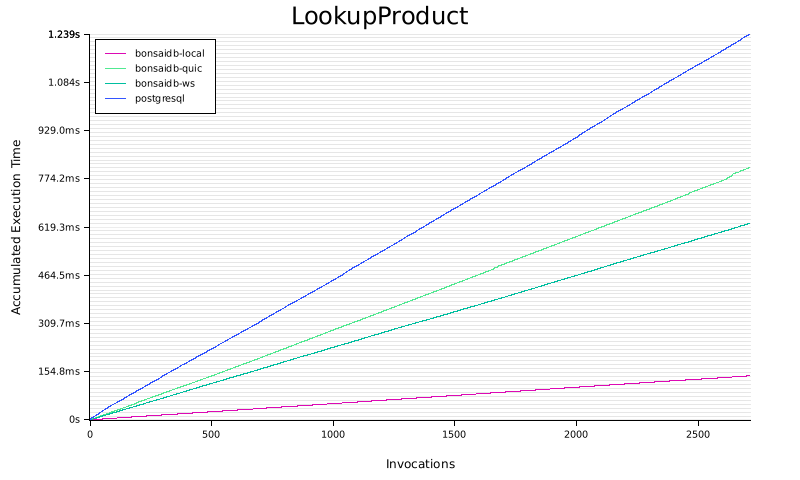 LookupProduct
1.239s
bonsaidb-local
bonsaidb-quic
bonsaidb-ws
postgresql
1.084s
929.0ms
774.2ms
619.3ms
464.5ms
309.7ms
154.8ms
0s
Accumulated Execution Time
0 500 1000 1500 2000 2500
Invocations